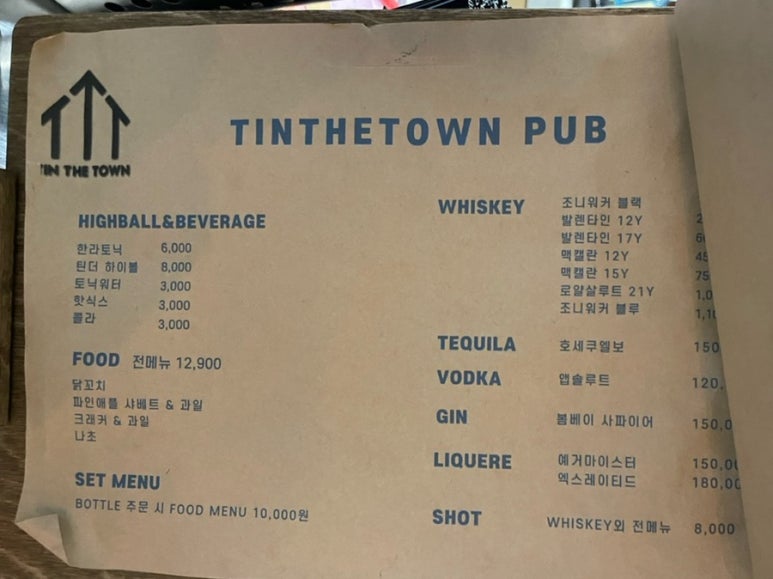 TIN THE TOWN
TINTHETOWN PUB
HIGHBALL&BEVERAGE
한라토닉 6,000
틴더 하이볼 8,000
토닉워터 3,000
핫식스 3,000
콜라 3,000
FOOD 전메뉴 12,900
닭꼬치
파인애플 샤베트 & 과일
크래커 & 과일
나초
SET MENU
BOTTLE 주문 시 FOOD MENU 10,000원
WHISKEY 조니워커 블랙
발렌타인 12Y
발렌타인 17Y
맥캘란 12Y
맥캘란 15Y
로얄살루트 21Y
조니워커 블루
TEQUILA 호세쿠엘보
VODKA 앱솔루트
GIN 봄베이 사파이어
LIQUERE 예거마이스터
엑스레이티드
SHOT WHISKEY외 전메뉴 8,000